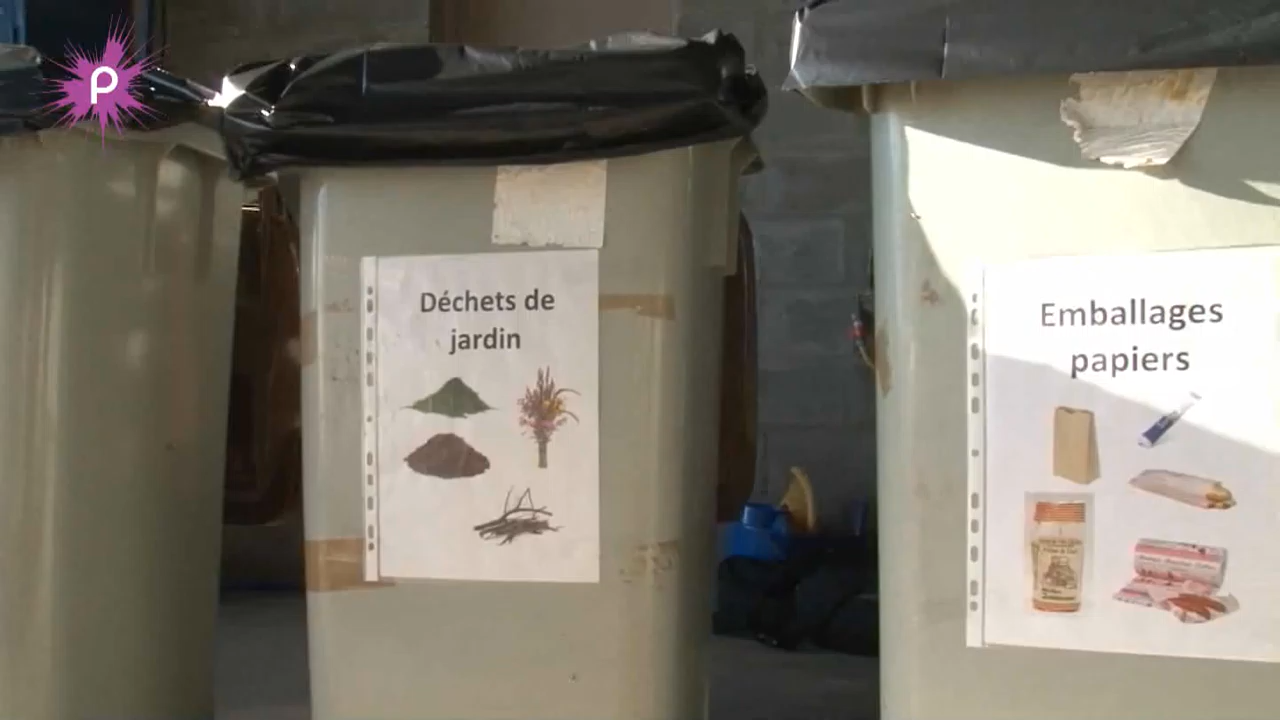 P
Déchets de
jardin
Emballages
papiers